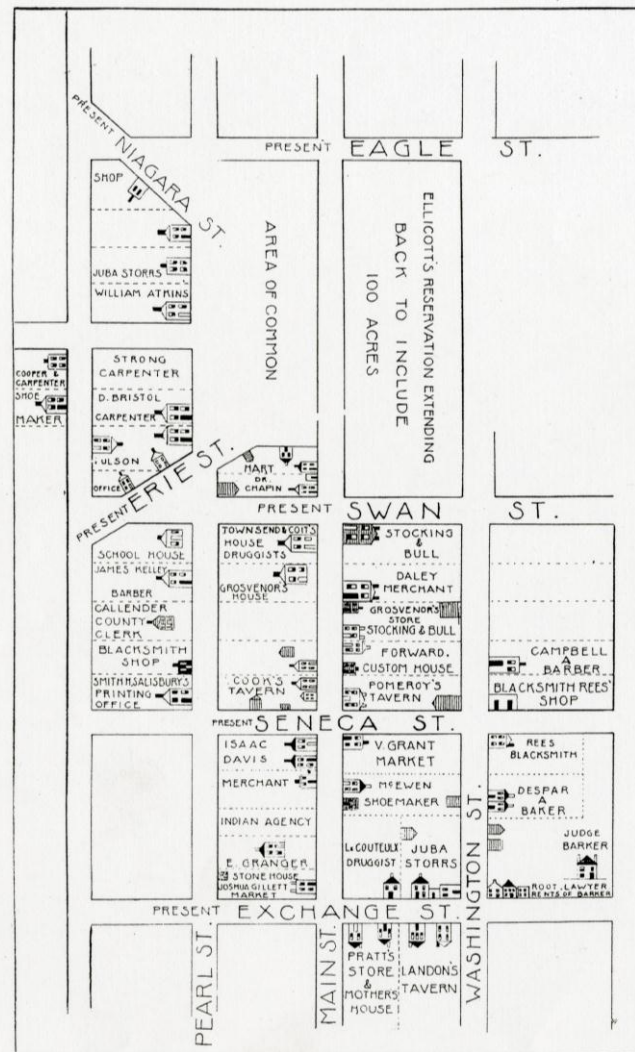 PRESENT NIAGARA ST.
PRESENT EAGLE ST.
SHOP
JUBA STORRS
WILLIAM ATKINS
AREA OF COMMON
ELLICOTT'S RESERVATION EXTENDING
BACK TO INCLUDE
100 ACRES
COOPER &
CARPENTER
SHOE
MAKER
STRONG
CARPENTER
D. BRISTOL
CARPENTER
OFFICE
PRESENT ERIE ST.
HART
DR.
CHAPIN
PRESENT SWAN ST.
SCHOOL HOUSE
JAMES KELLEY
BARBER
CALLENDER
COUNTY
CLERK
BLACKSMITH
SHOP
SMITH H. SALISBURY'S
PRINTING
OFFICE
TOWNSEND & COIT'S
HOUSE
DRUGGISTS
GROSVENOR'S
HOUSE
COOK'S
TAVERN
STOCKING
&
BULL
DALEY
MERCHANT
GROSVENOR'S
STORE
STOCKING & BULL
FORWARD.
CUSTOM HOUSE
POMEROY'S
TAVERN
CAMPBELL
A
BARBER
BLACKSMITH REES'
SHOP
PRESENT SENECA ST.
ISAAC
DAVIS
MERCHANT
INDIAN AGENCY
E. GRANGER
STONE HOUSE
JOSHUA GILLETT
MARKET
V. GRANT
MARKET
McEWEN
SHOEMAKER
LeCOUTEULX
DRUGGIST
JUBA
STORRS
REES
BLACKSMITH
DESPAR
A
BAKER
JUDGE
BARKER
ROOT, LAWYER
RENTS OF BARKER
PRESENT EXCHANGE ST.
PRATT'S
STORE
&
MOTHERS
HOUSE
LANDON'S
TAVERN
PEARL ST.
MAIN ST.
WASHINGTON ST.